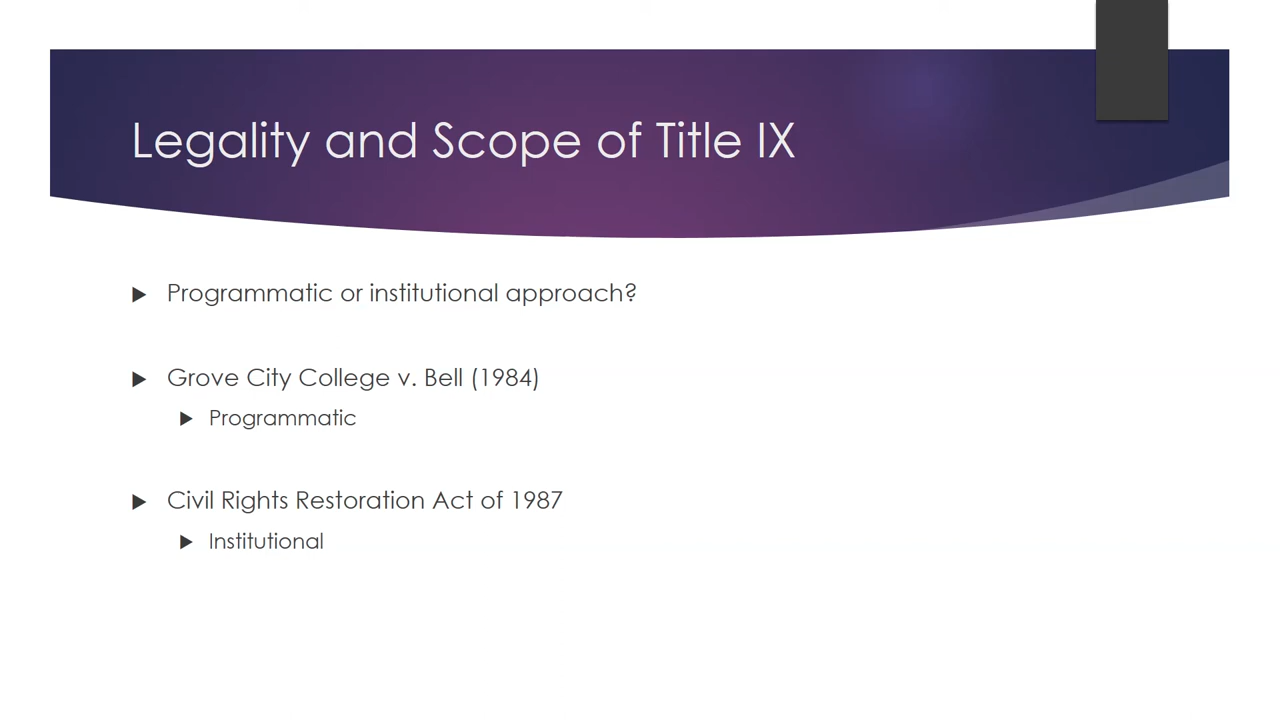 Legality and Scope of Title IX
Programmatic or institutional approach?
Grove City College v. Bell (1984)
Programmatic
Civil Rights Restoration Act of 1987
Institutional